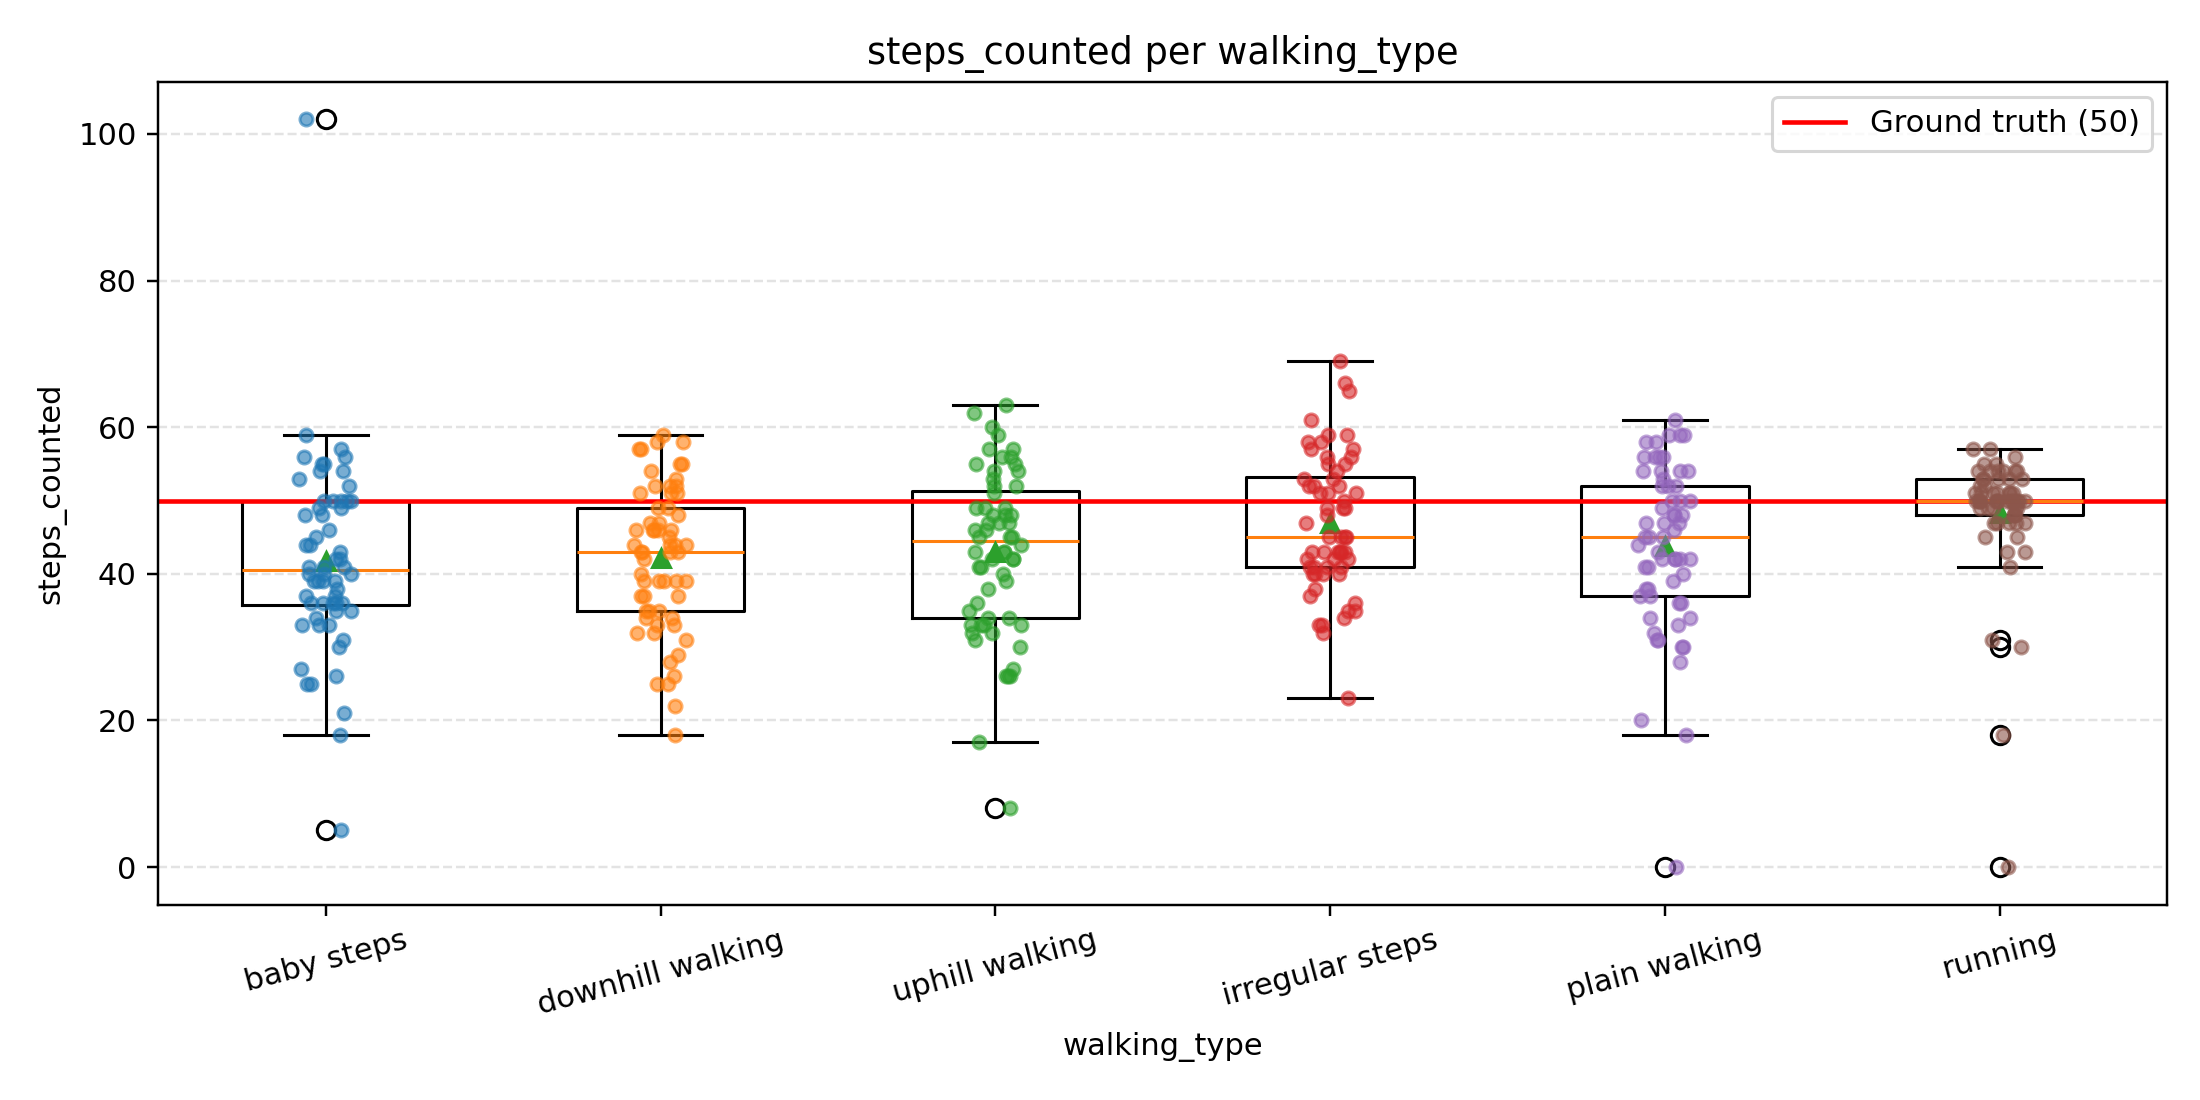 steps_counted per walking_type
Ground truth (50)
100
80
60
40
20
0
steps_counted
baby steps
downhill walking
uphill walking
irregular steps
plain walking
running
walking_type